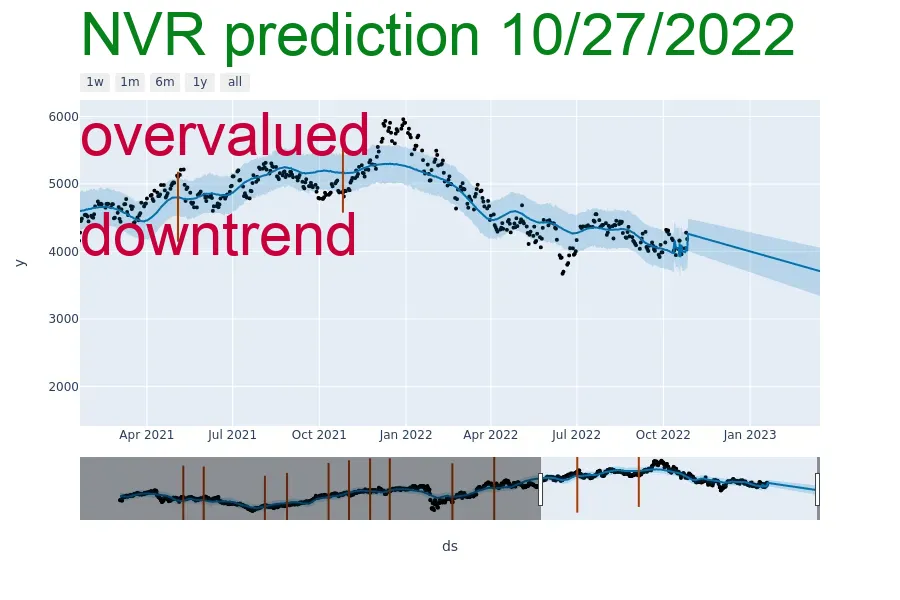 NVR prediction 10/27/2022
1w 1m 6m 1y all
6000
overvalued
5000
downtrend
4000
y
3000
2000
Apr 2021 Jul 2021 Oct 2021 Jan 2022 Apr 2022 Jul 2022 Oct 2022 Jan 2023
ds